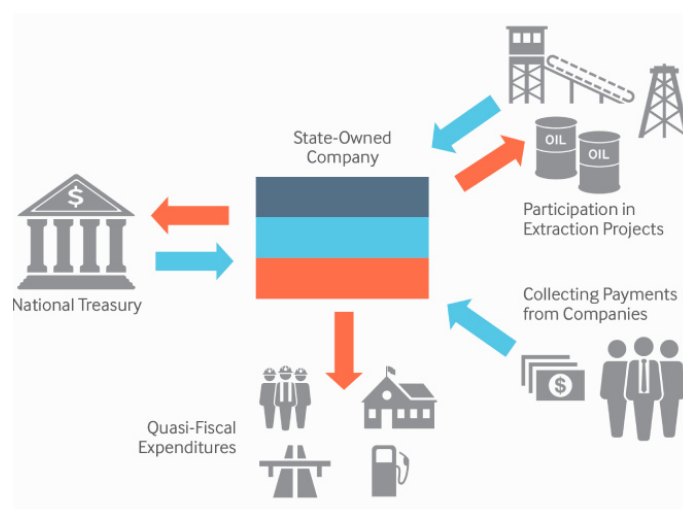 State-Owned
Company
OIL
OIL
Participation in
Extraction Projects
$
National Treasury
Collecting Payments
from Companies
$
Quasi-Fiscal
Expenditures